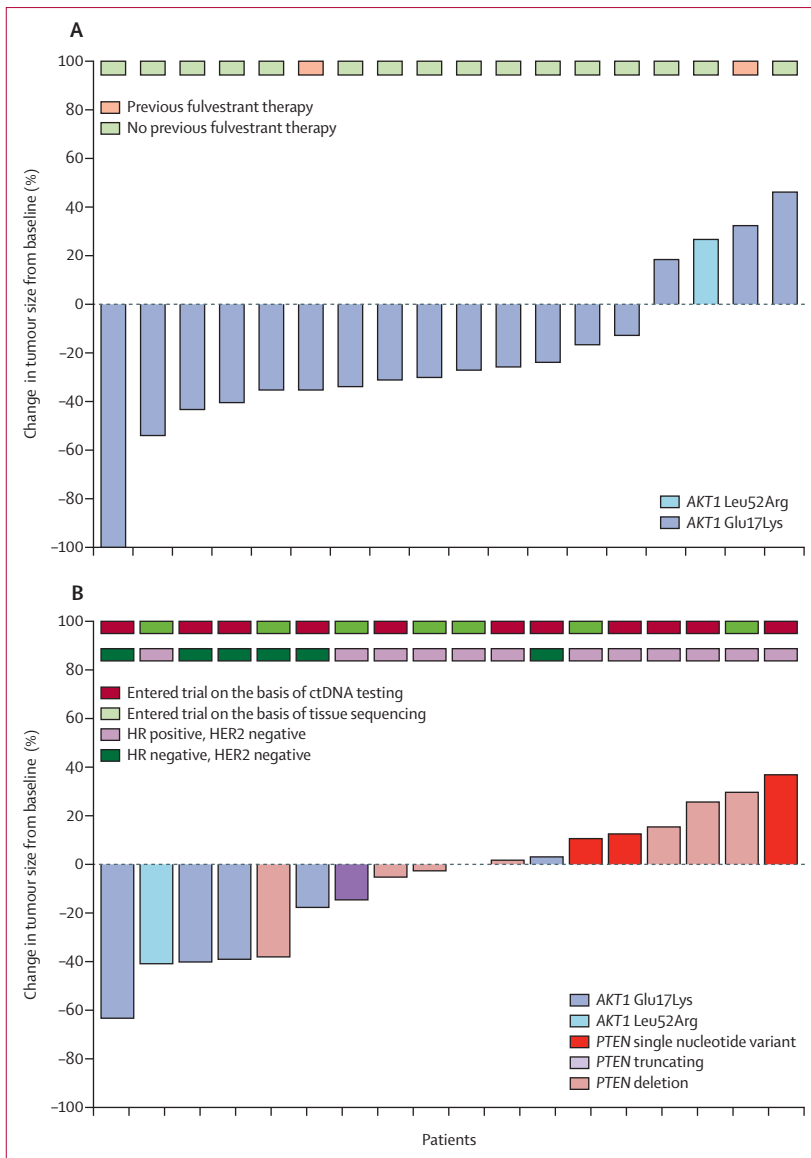 A
100
80
60
40
20
0
−20
−40
−60
−80
−100
Change in tumour size from baseline (%)
Previous fulvestrant therapy
No previous fulvestrant therapy
AKT1 Leu52Arg
AKT1 Glu17Lys
B
100
80
60
40
20
0
−20
−40
−60
−80
−100
Change in tumour size from baseline (%)
Entered trial on the basis of ctDNA testing
Entered trial on the basis of tissue sequencing
HR positive, HER2 negative
HR negative, HER2 negative
AKT1 Glu17Lys
AKT1 Leu52Arg
PTEN single nucleotide variant
PTEN truncating
PTEN deletion
Patients